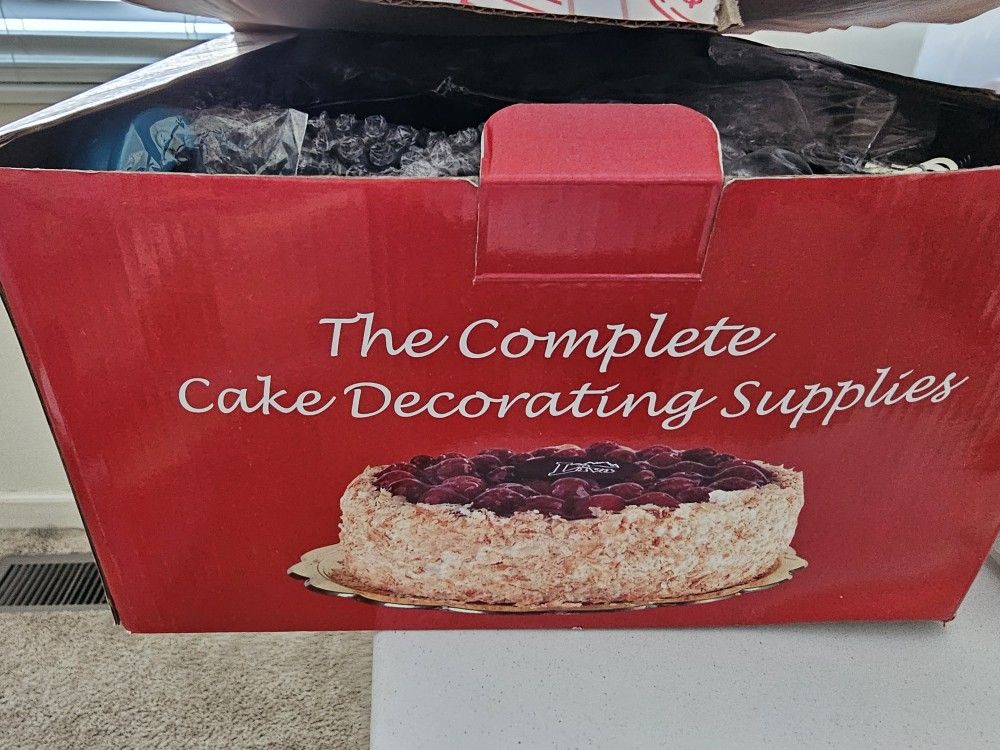 The Complete
Cake Decorating Supplies